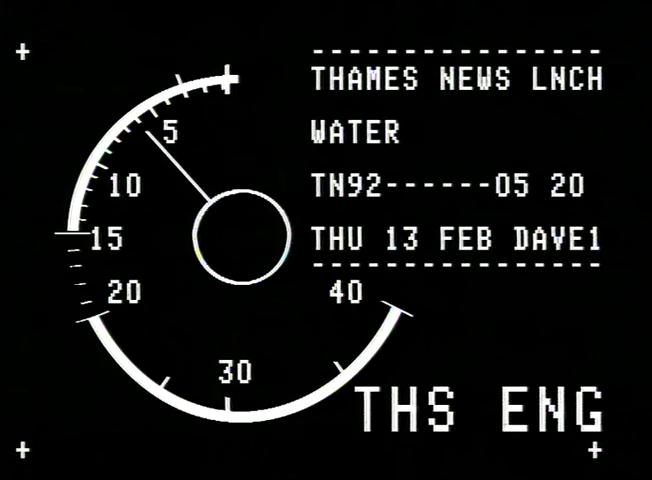 ----------------
THAMES NEWS LNCH
WATER
TN92------05 20
THU 13 FEB DAVE1
----------------
5
10
15
20
30
40
THS ENG